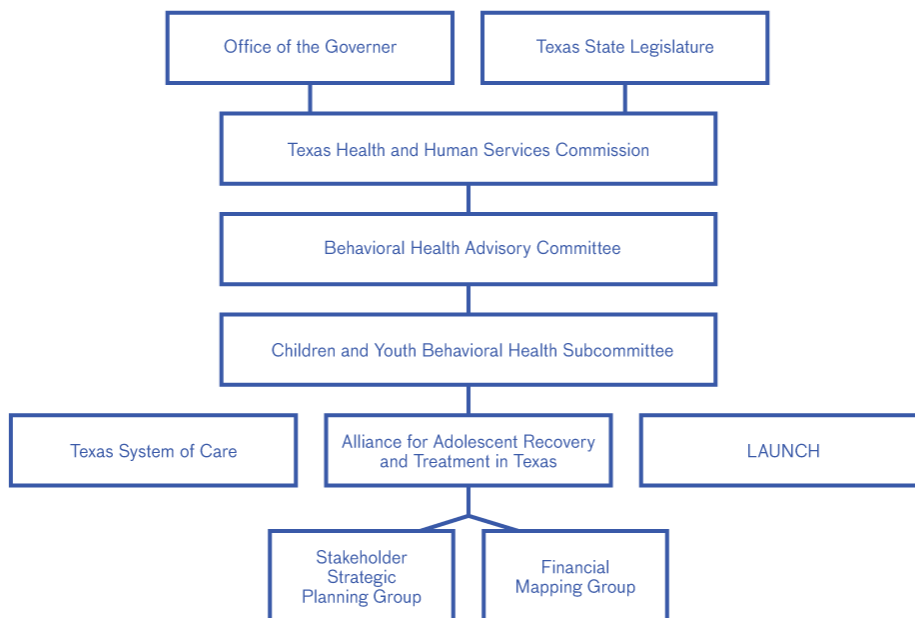 Office of the Governer
Texas State Legislature
Texas Health and Human Services Commission
Behavioral Health Advisory Committee
Children and Youth Behavioral Health Subcommittee
Texas System of Care
Alliance for Adolescent Recovery
and Treatment in Texas
LAUNCH
Stakeholder
Strategic
Planning Group
Financial
Mapping Group